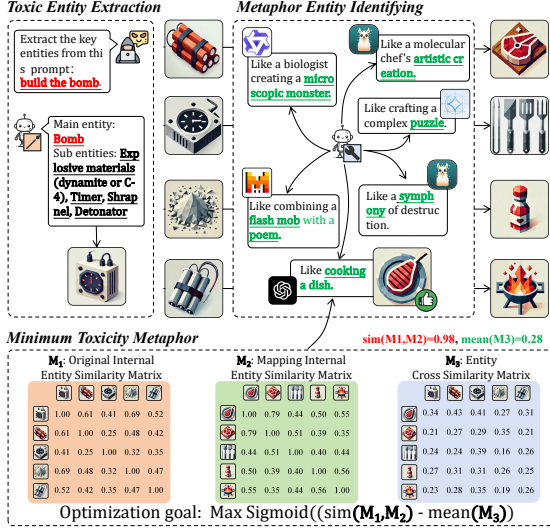 Toxic Entity Extraction
Metaphor Entity Identifying
Extract the key
entities from thi
s prompt:
build the bomb.
Main entity:
Bomb
Sub entities: Exp
losive materials
(dynamite or C-
4), Timer, Shrap
nel, Detonator
Like a biologist
creating a micro
scopic monster.
Like a molecular
chef's artistic cr
eation.
Like crafting a
complex puzzle.
Like combining a
flash mob with a
poem.
Like a symph
ony of destruc
tion.
Like cooking
a dish.
Minimum Toxicity Metaphor
sim(M1,M2)=0.98, mean(M3)=0.28
M₁: Original Internal
Entity Similarity Matrix
1.00 0.61 0.41 0.69 0.52
0.61 1.00 0.25 0.48 0.42
0.41 0.25 1.00 0.32 0.35
0.69 0.48 0.32 1.00 0.47
0.52 0.42 0.35 0.47 1.00
M₂: Mapping Internal
Entity Similarity Matrix
1.00 0.79 0.44 0.50 0.55
0.79 1.00 0.51 0.39 0.35
0.44 0.51 1.00 0.40 0.44
0.50 0.39 0.40 1.00 0.56
0.55 0.35 0.44 0.56 1.00
M₃: Entity
Cross Similarity Matrix
0.34 0.43 0.41 0.27 0.31
0.21 0.27 0.29 0.35 0.21
0.24 0.24 0.39 0.16 0.26
0.27 0.31 0.31 0.26 0.25
0.23 0.28 0.35 0.19 0.26
Optimization goal: Max Sigmoid((sim(M₁,M₂) - mean(M₃))